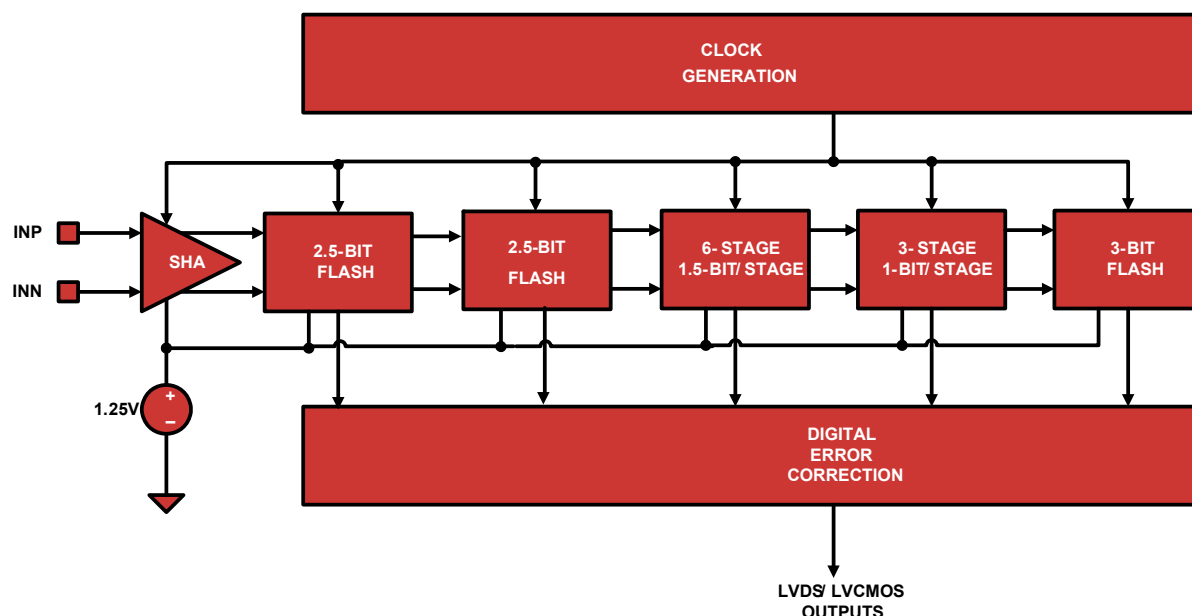 CLOCK
GENERATION
INP
INN
SHA
2.5-BIT
FLASH
2.5-BIT
FLASH
6- STAGE
1.5-BIT/ STAGE
3- STAGE
1-BIT/ STAGE
3-BIT
FLASH
1.25V
+
–
DIGITAL
ERROR
CORRECTION
LVDS/ LVCMOS
OUTPUTS